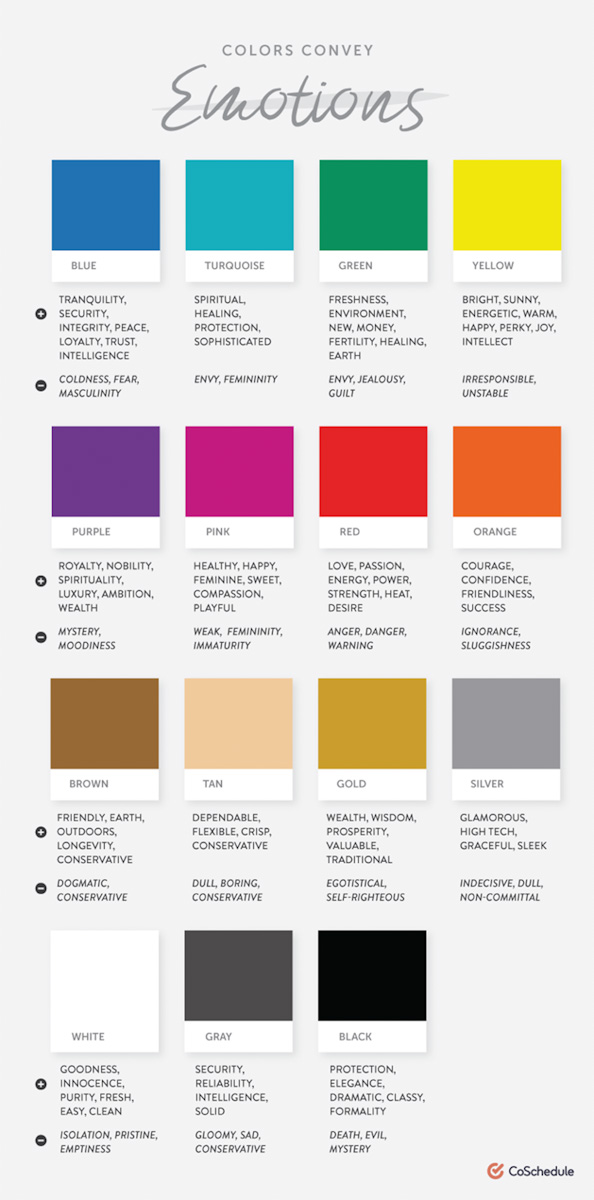 COLORS CONVEY
Emotions
BLUE
TURQUOISE
GREEN
YELLOW
TRANQUILITY,
SECURITY,
INTEGRITY, PEACE,
LOYALTY, TRUST,
INTELLIGENCE
SPIRITUAL,
HEALING,
PROTECTION,
SOPHISTICATED
FRESHNESS,
ENVIRONMENT,
NEW, MONEY,
FERTILITY, HEALING,
EARTH
BRIGHT, SUNNY,
ENERGETIC, WARM,
HAPPY, PERKY, JOY,
INTELLECT
COLDNESS, FEAR,
MASCULINITY
ENVY, FEMININITY
ENVY, JEALOUSY,
GUILT
IRRESPONSIBLE,
UNSTABLE
PURPLE
PINK
RED
ORANGE
ROYALTY, NOBILITY,
SPIRITUALITY,
LUXURY, AMBITION,
WEALTH
HEALTHY, HAPPY,
FEMININE, SWEET,
COMPASSION,
PLAYFUL
LOVE, PASSION,
ENERGY, POWER,
STRENGTH, HEAT,
DESIRE
COURAGE,
CONFIDENCE,
FRIENDLINESS,
SUCCESS
MYSTERY,
MOODINESS
WEAK, FEMININITY,
IMMATURITY
ANGER, DANGER,
WARNING
IGNORANCE,
SLUGGISHNESS
BROWN
TAN
GOLD
SILVER
FRIENDLY, EARTH,
OUTDOORS,
LONGEVITY,
CONSERVATIVE
DEPENDABLE,
FLEXIBLE, CRISP,
CONSERVATIVE
WEALTH, WISDOM,
PROSPERITY,
VALUABLE,
TRADITIONAL
GLAMOROUS,
HIGH TECH,
GRACEFUL, SLEEK
DOGMATIC,
CONSERVATIVE
DULL, BORING,
CONSERVATIVE
EGOTISTICAL,
SELF-RIGHTEOUS
INDECISIVE, DULL,
NON-COMMITTAL
WHITE
GRAY
BLACK
GOODNESS,
INNOCENCE,
PURITY, FRESH,
EASY, CLEAN
SECURITY,
RELIABILITY,
INTELLIGENCE,
SOLID
PROTECTION,
ELEGANCE,
DRAMATIC, CLASSY,
FORMALITY
ISOLATION, PRISTINE,
EMPTINESS
GLOOMY, SAD,
CONSERVATIVE
DEATH, EVIL,
MYSTERY
CoSchedule